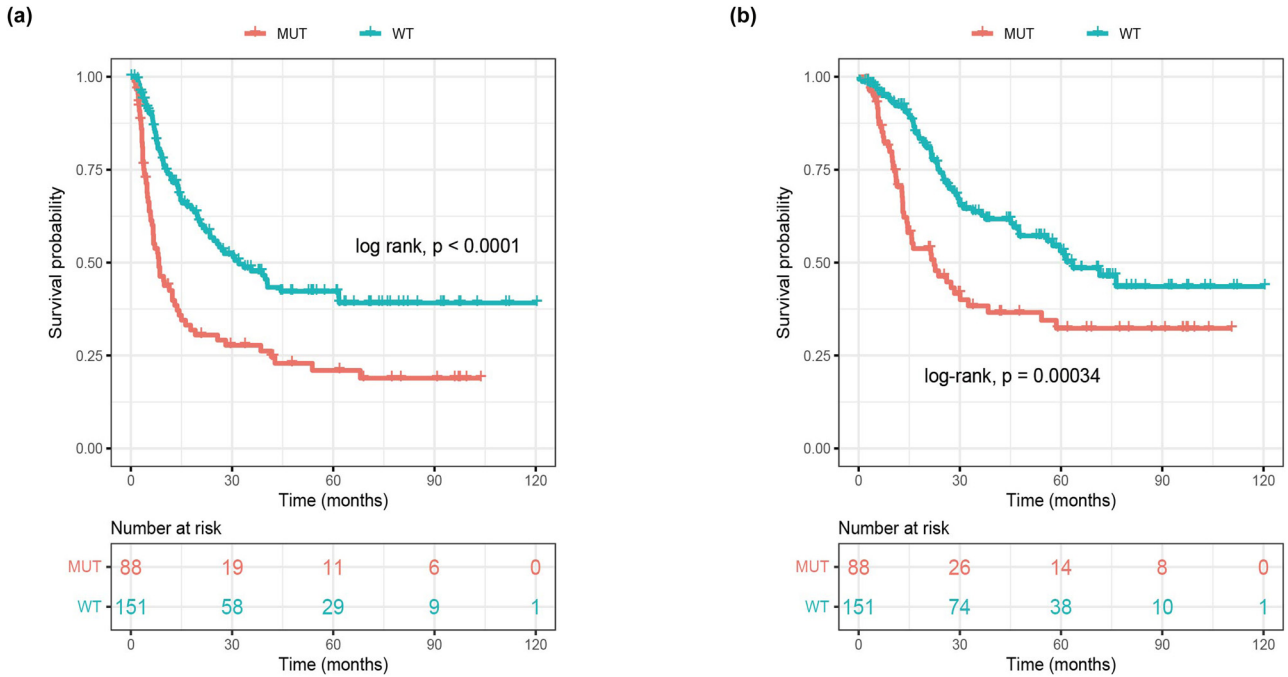 (a)
MUT WT
1.00
0.75
0.50
0.25
0.00
Survival probability
log rank, p < 0.0001
0 30 60 90 120
Time (months)
Number at risk
MUT 88 19 11 6 0
WT 151 58 29 9 1
0 30 60 90 120
Time (months)
(b)
MUT WT
1.00
0.75
0.50
0.25
0.00
Survival probability
log-rank, p = 0.00034
0 30 60 90 120
Time (months)
Number at risk
MUT 88 26 14 8 0
WT 151 74 38 10 1
0 30 60 90 120
Time (months)